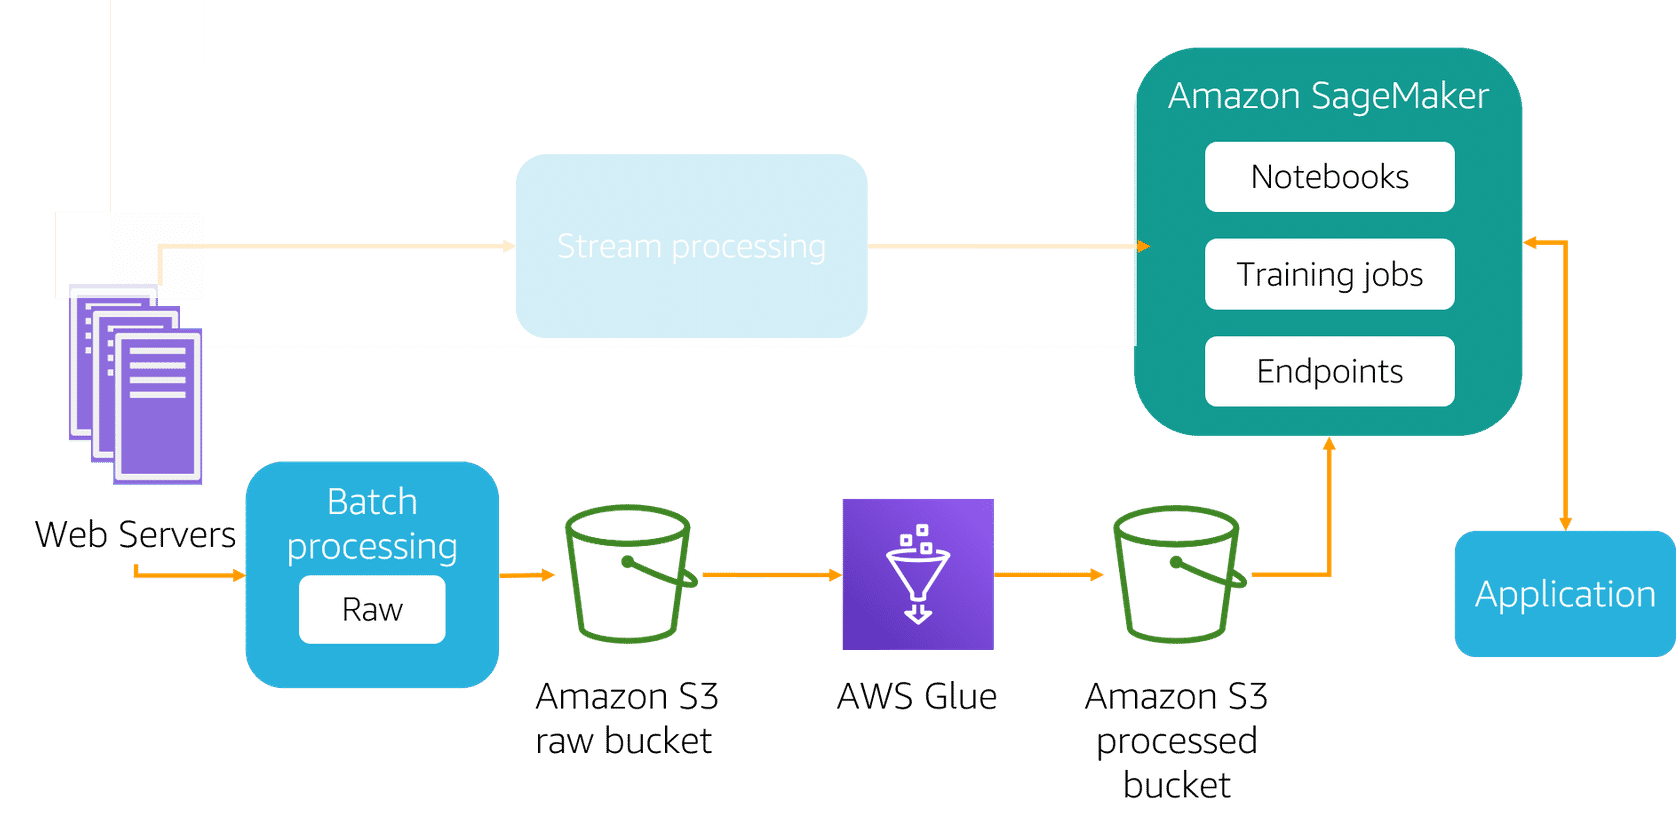 Amazon SageMaker
Notebooks
Stream processing
Training jobs
Endpoints
Batch
processing
Web Servers
Raw
Application
Amazon S3
raw bucket
AWS Glue
Amazon S3
processed
bucket